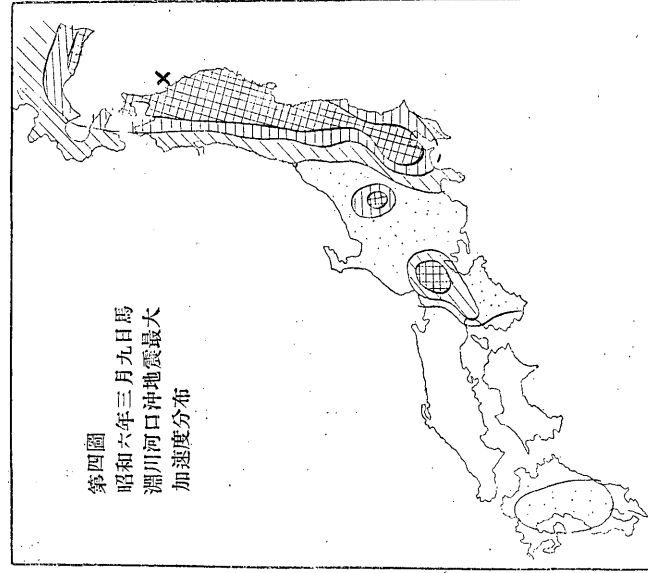 第四圖
昭和六年三月九日馬
淵川河口沖地震最大
加速度分布